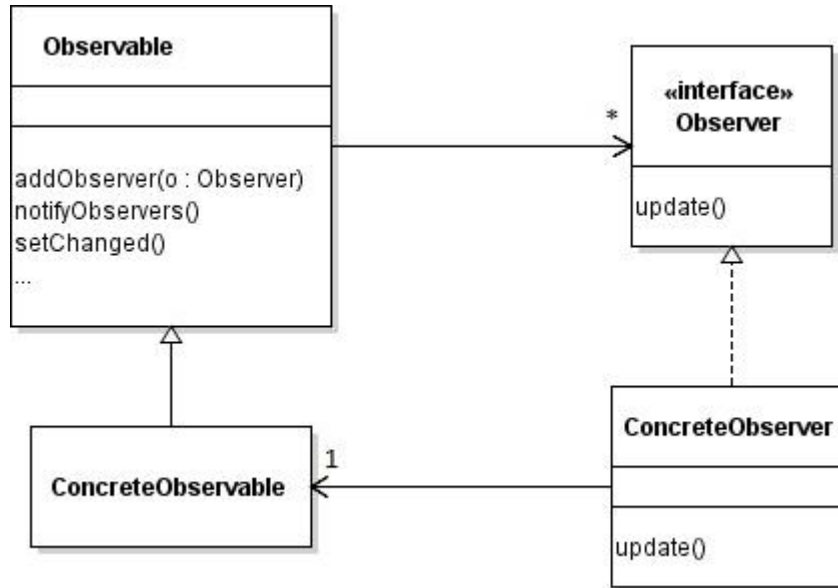 Observable
addObserver(o : Observer)
notifyObservers()
setChanged()
...
*
«interface»
Observer
update()
ConcreteObservable
1
ConcreteObserver
update()